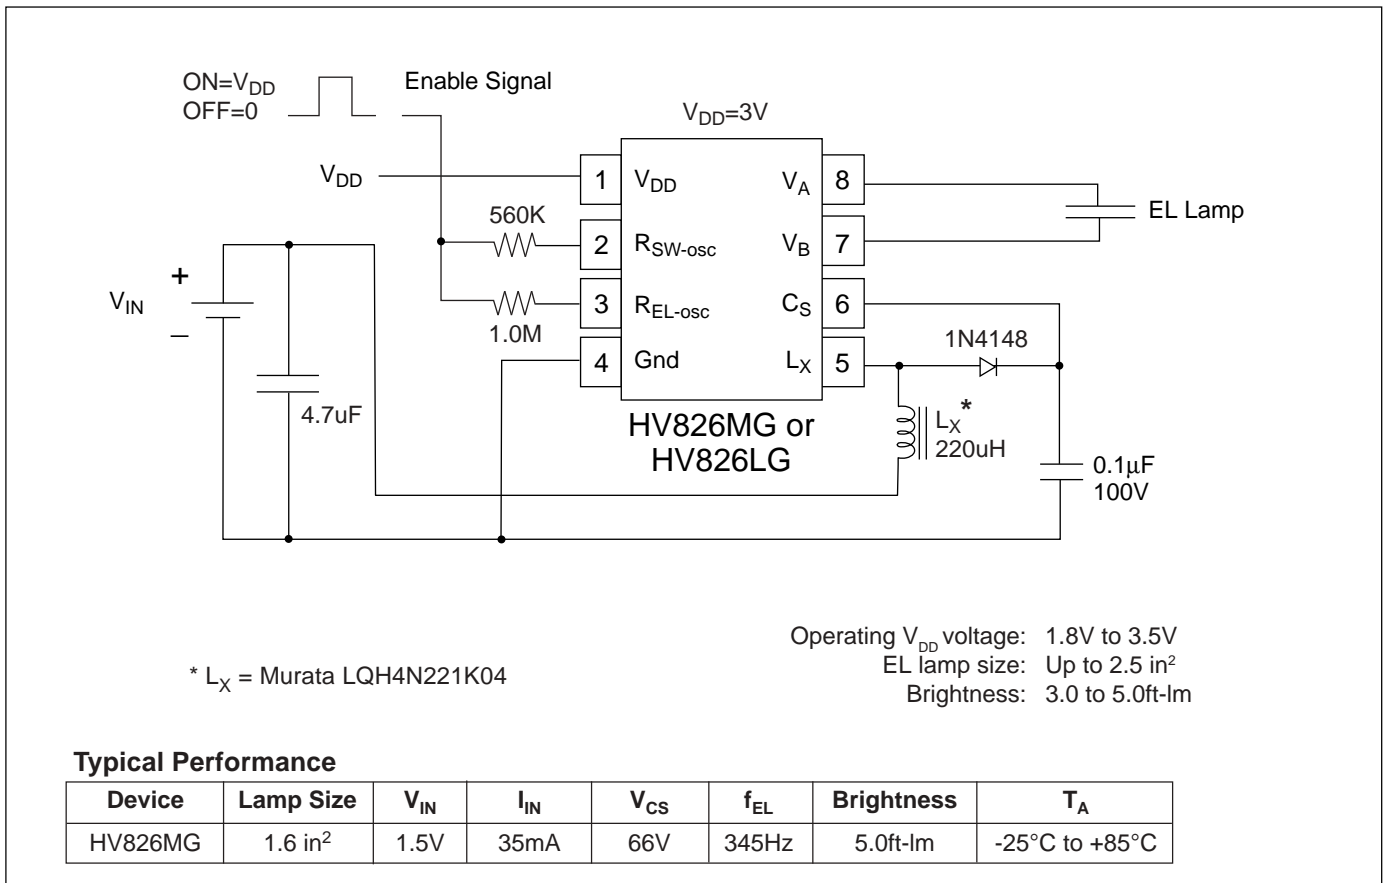 ON=VDD
OFF=0
Enable Signal
VDD=3V
VDD
1
VDD
VA
8
560K
EL Lamp
2
RSW-osc
VB
7
+
VIN
–
3
REL-osc
CS
6
1.0M
1N4148
4
Gnd
LX
5
4.7uF
HV826MG or
HV826LG
LX*
220uH
0.1µF
100V
Operating VDD voltage: 1.8V to 3.5V
EL lamp size: Up to 2.5 in²
Brightness: 3.0 to 5.0ft-lm
* LX = Murata LQH4N221K04
Typical Performance
Device Lamp Size VIN IIN VCS fEL Brightness TA
HV826MG 1.6 in² 1.5V 35mA 66V 345Hz 5.0ft-lm -25°C to +85°C